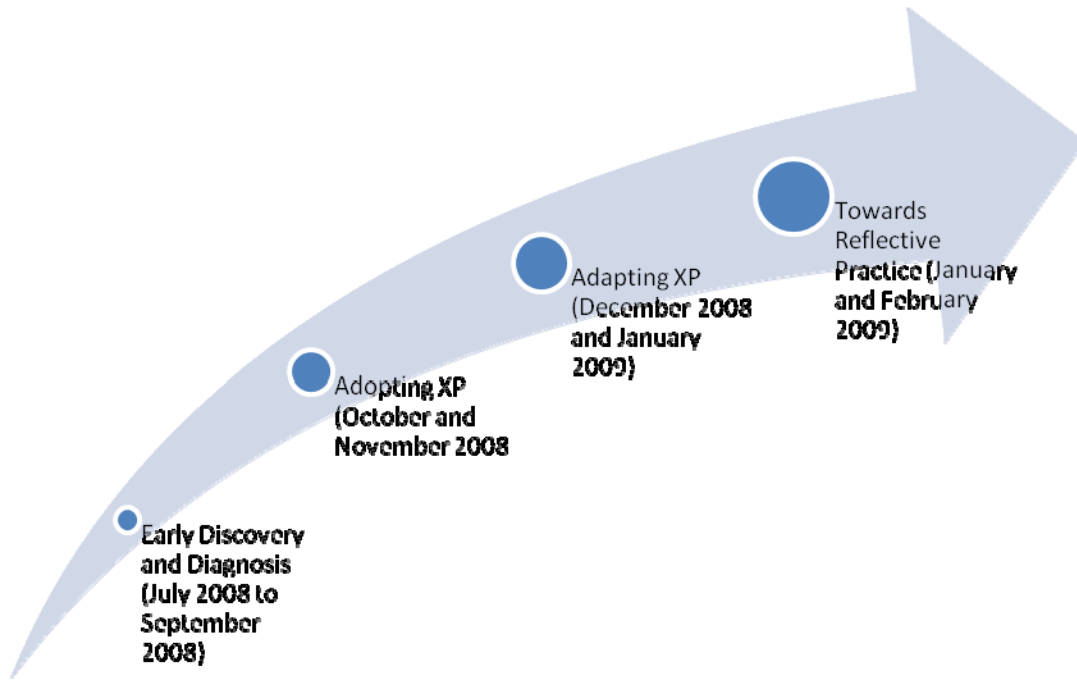 Towards
Reflective
Practice (January
and February
2009)
Adapting XP
(December 2008
and January
2009)
Adopting XP
(October and
November 2008
Early Discovery
and Diagnosis
(July 2008 to
September
2008)